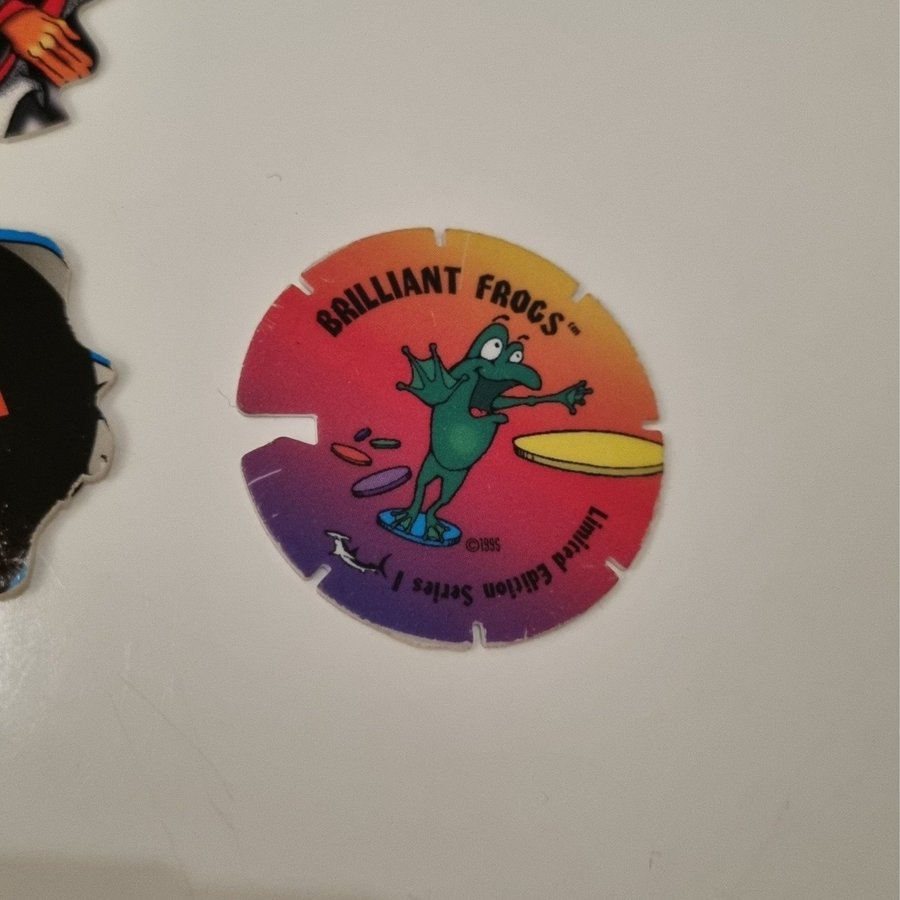 BRILLIANT FROGS™
©1995
Limited Edition Series 1